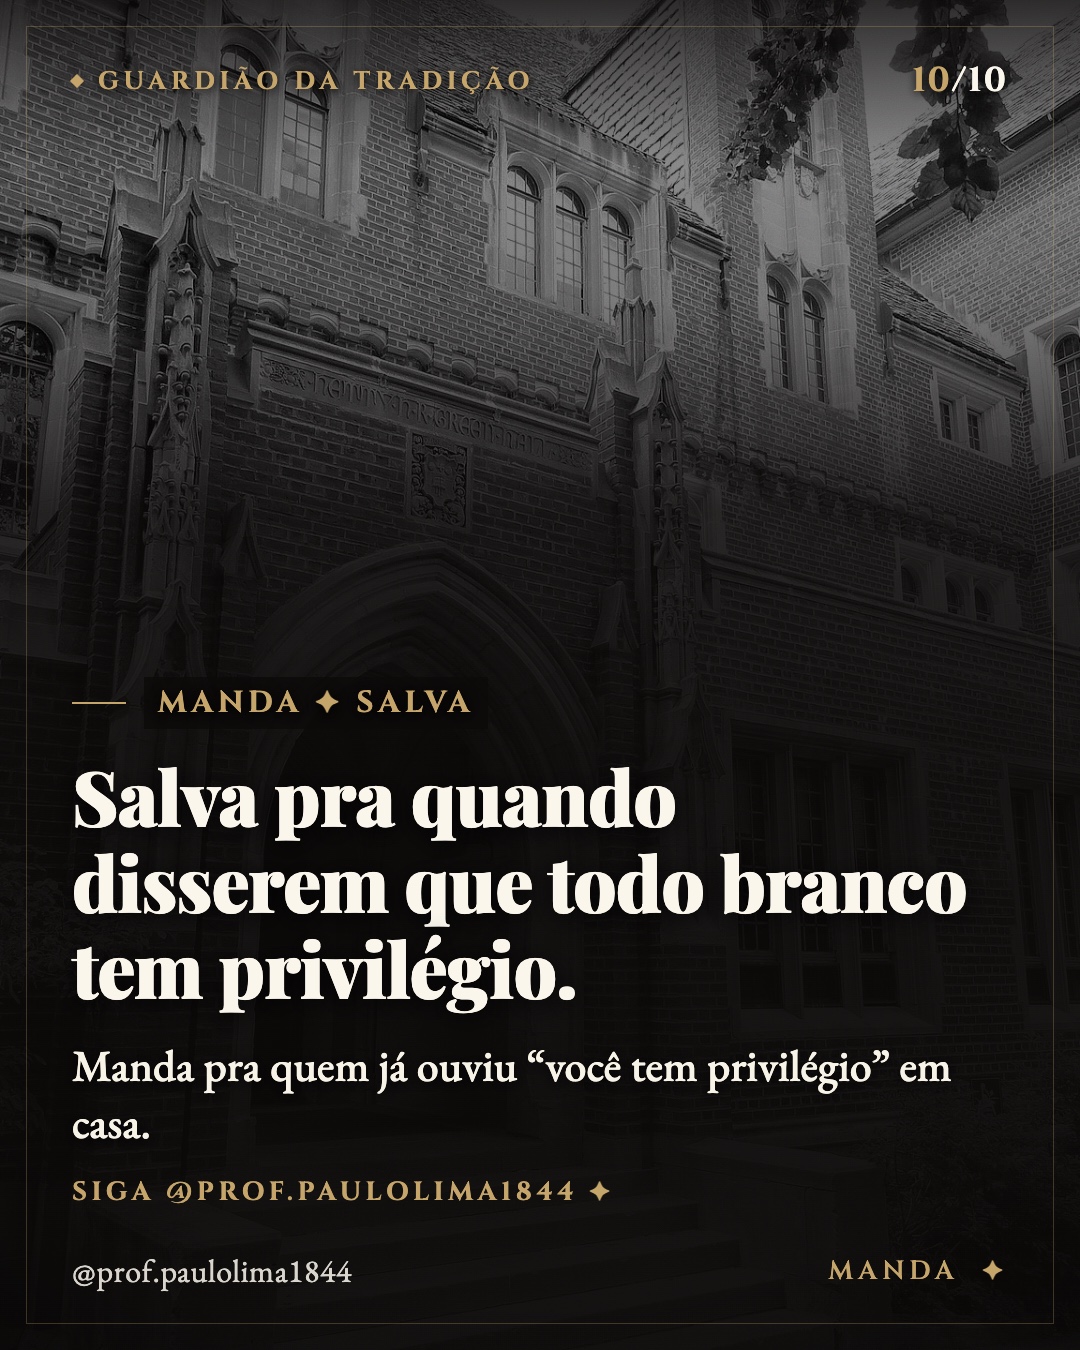 GUARDIÃO DA TRADIÇÃO
10/10
MANDA ✦ SALVA
Salva pra quando
disserem que todo branco
tem privilégio.
Manda pra quem já ouviu “você tem privilégio” em
casa.
SIGA @PROF.PAULOLIMA1844 ✦
@prof.paulolima1844
MANDA ✦